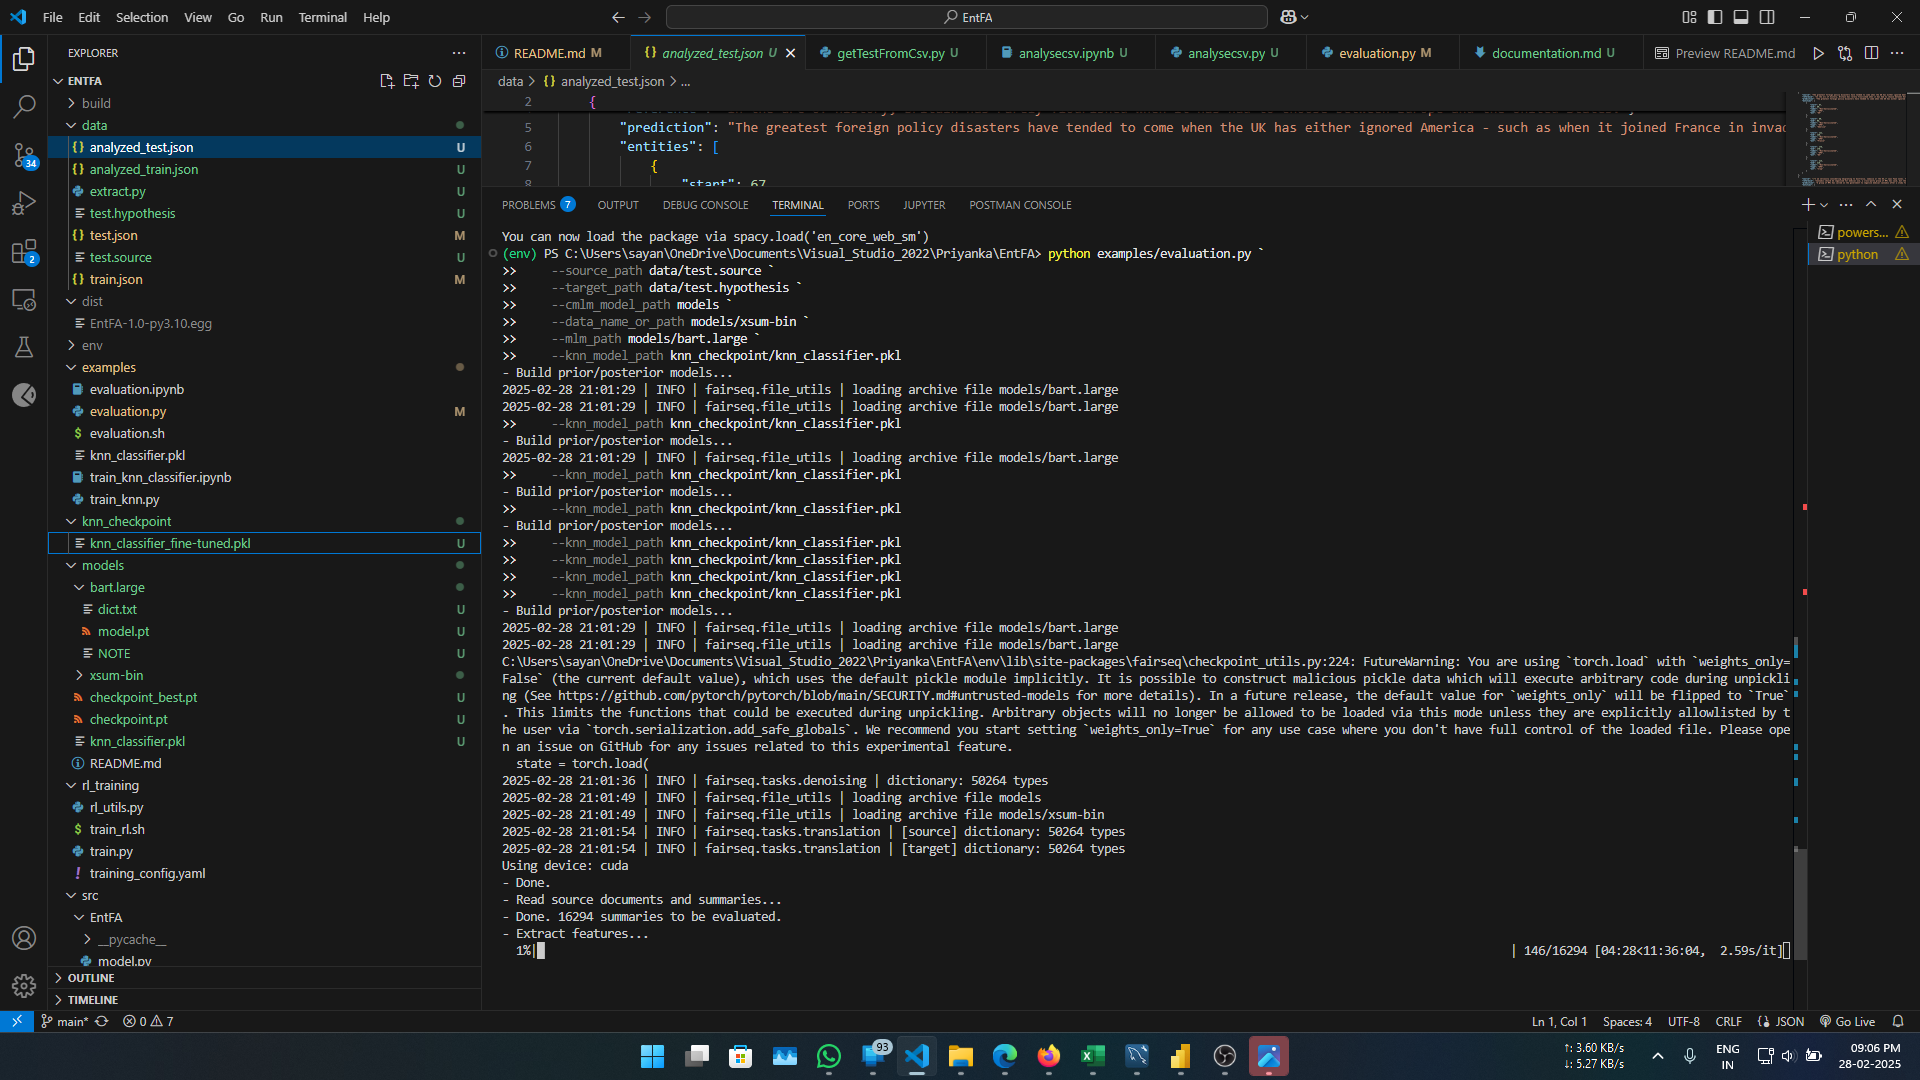 File Edit Selection View Go Run Terminal Help
EntFA
EXPLORER
ENTFA
build
data
analyzed_test.json U
analyzed_train.json U
extract.py U
test.hypothesis U
test.json M
test.source U
train.json M
dist
EntFA-1.0-py3.10.egg
env
examples
evaluation.ipynb
evaluation.py M
evaluation.sh
knn_classifier.pkl
train_knn_classifier.ipynb
train_knn.py
knn_checkpoint
knn_classifier_fine-tuned.pkl U
models
bart.large
dict.txt U
model.pt U
NOTE U
xsum-bin
checkpoint_best.pt U
checkpoint.pt U
knn_classifier.pkl U
README.md
rl_training
rl_utils.py
train_rl.sh
train.py
training_config.yaml
src
EntFA
__pycache__
model.py
OUTLINE
TIMELINE
34
2
README.md M analyzed_test.json U getTestFromCsv.py U analysecsv.ipynb U analysecsv.py U evaluation.py M documentation.md U Preview README.md
data > analyzed_test.json > ...
2 {
5 "prediction": "The greatest foreign policy disasters have tended to come when the UK has either ignored America - such as when it joined France in invad
6 "entities": [
7 {
8 "start": 67
PROBLEMS 7 OUTPUT DEBUG CONSOLE TERMINAL PORTS JUPYTER POSTMAN CONSOLE
powers...
python
You can now load the package via spacy.load('en_core_web_sm')
(env) PS C:\Users\sayan\OneDrive\Documents\Visual_Studio_2022\Priyanka\EntFA> python examples/evaluation.py `
>> --source_path data/test.source `
>> --target_path data/test.hypothesis `
>> --cmlm_model_path models `
>> --data_name_or_path models/xsum-bin `
>> --mlm_path models/bart.large `
>> --knn_model_path knn_checkpoint/knn_classifier.pkl
- Build prior/posterior models...
2025-02-28 21:01:29 | INFO | fairseq.file_utils | loading archive file models/bart.large
2025-02-28 21:01:29 | INFO | fairseq.file_utils | loading archive file models/bart.large
>> --knn_model_path knn_checkpoint/knn_classifier.pkl
- Build prior/posterior models...
2025-02-28 21:01:29 | INFO | fairseq.file_utils | loading archive file models/bart.large
>> --knn_model_path knn_checkpoint/knn_classifier.pkl
- Build prior/posterior models...
>> --knn_model_path knn_checkpoint/knn_classifier.pkl
- Build prior/posterior models...
>> --knn_model_path knn_checkpoint/knn_classifier.pkl
>> --knn_model_path knn_checkpoint/knn_classifier.pkl
>> --knn_model_path knn_checkpoint/knn_classifier.pkl
>> --knn_model_path knn_checkpoint/knn_classifier.pkl
- Build prior/posterior models...
2025-02-28 21:01:29 | INFO | fairseq.file_utils | loading archive file models/bart.large
2025-02-28 21:01:29 | INFO | fairseq.file_utils | loading archive file models/bart.large
C:\Users\sayan\OneDrive\Documents\Visual_Studio_2022\Priyanka\EntFA\env\lib\site-packages\fairseq\checkpoint_utils.py:224: FutureWarning: You are using `torch.load` with `weights_only=
False` (the current default value), which uses the default pickle module implicitly. It is possible to construct malicious pickle data which will execute arbitrary code during unpickli
ng (See https://github.com/pytorch/pytorch/blob/main/SECURITY.md#untrusted-models for more details). In a future release, the default value for `weights_only` will be flipped to `True`
. This limits the functions that could be executed during unpickling. Arbitrary objects will no longer be allowed to be loaded via this mode unless they are explicitly allowlisted by t
he user via `torch.serialization.add_safe_globals`. We recommend you start setting `weights_only=True` for any use case where you don't have full control of the loaded file. Please ope
n an issue on GitHub for any issues related to this experimental feature.
state = torch.load(
2025-02-28 21:01:36 | INFO | fairseq.tasks.denoising | dictionary: 50264 types
2025-02-28 21:01:49 | INFO | fairseq.file_utils | loading archive file models
2025-02-28 21:01:49 | INFO | fairseq.file_utils | loading archive file models/xsum-bin
2025-02-28 21:01:54 | INFO | fairseq.tasks.translation | [source] dictionary: 50264 types
2025-02-28 21:01:54 | INFO | fairseq.tasks.translation | [target] dictionary: 50264 types
Using device: cuda
- Done.
- Read source documents and summaries...
- Done. 16294 summaries to be evaluated.
- Extract features...
1%| | 146/16294 [04:28<11:36:04, 2.59s/it]
main* 0 7 Ln 1, Col 1 Spaces: 4 UTF-8 CRLF JSON Go Live
93
↑: 3.60 KB/s
↓: 5.27 KB/s
ENG
IN
09:06 PM
28-02-2025